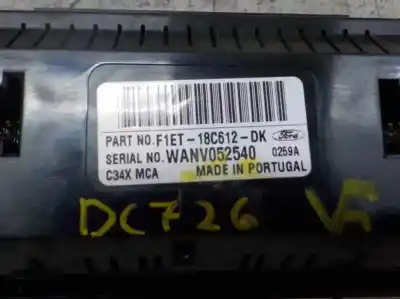 PART NO.F1ET-18C612-DK Ford
SERIAL NO.WANV052540 0259A
C34X MCA MADE IN PORTUGAL
DC726 VF